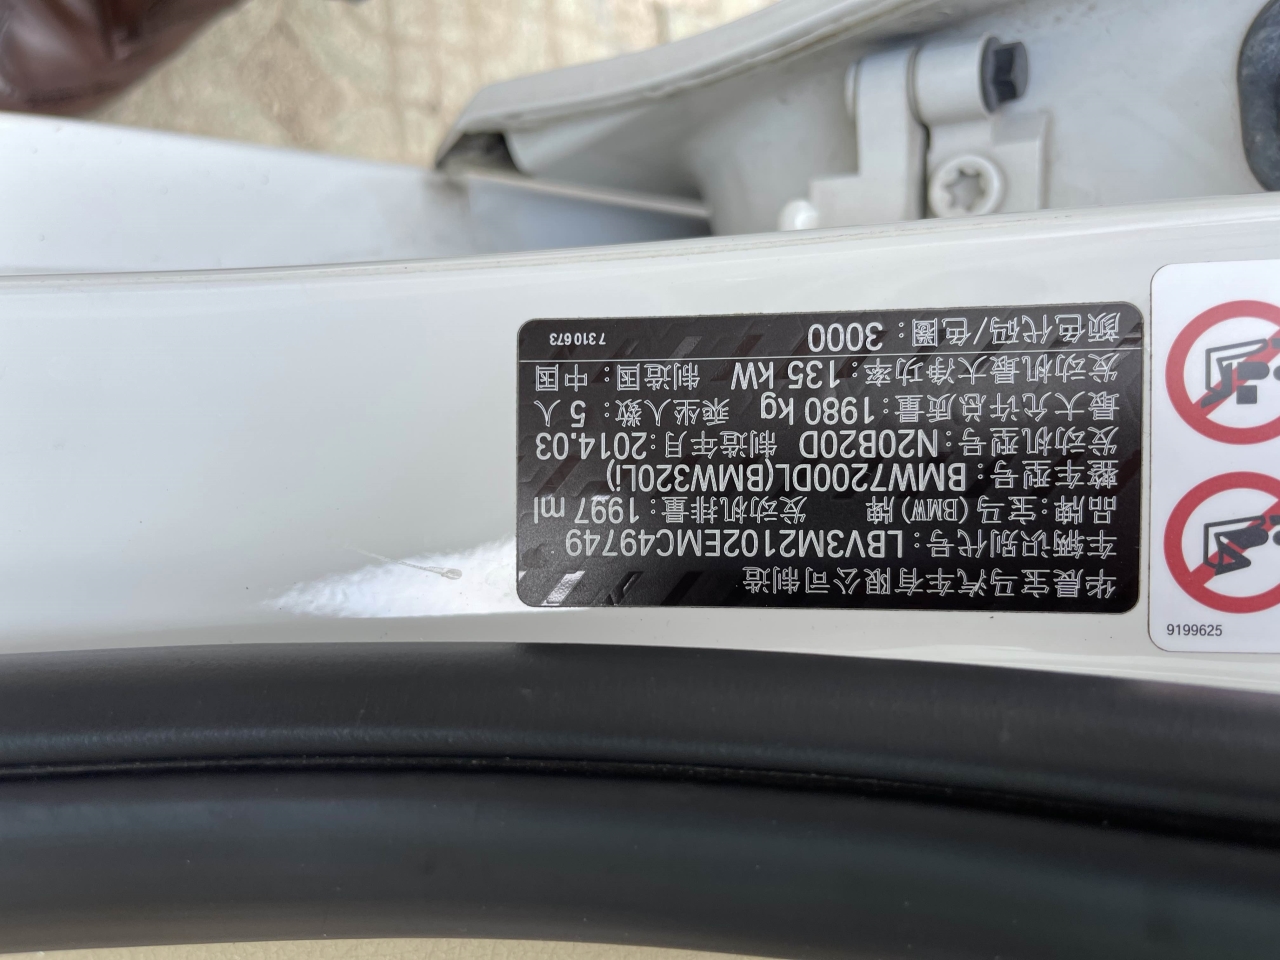 华晨宝马汽车有限公司制造
车辆识别代号：LBV3M2102EMC49749
品牌：宝马(BMW)牌 发动机排量：1997 ml
整车型号：BMW7200DL(BMW320Li)
发动机型号：N20B20D 制造年月：2014.03
最大允许总质量：1980 kg 乘坐人数：5 人
发动机最大净功率：135 kW 制造国：中国
颜色代码/色圈：3000 7310673
9199625